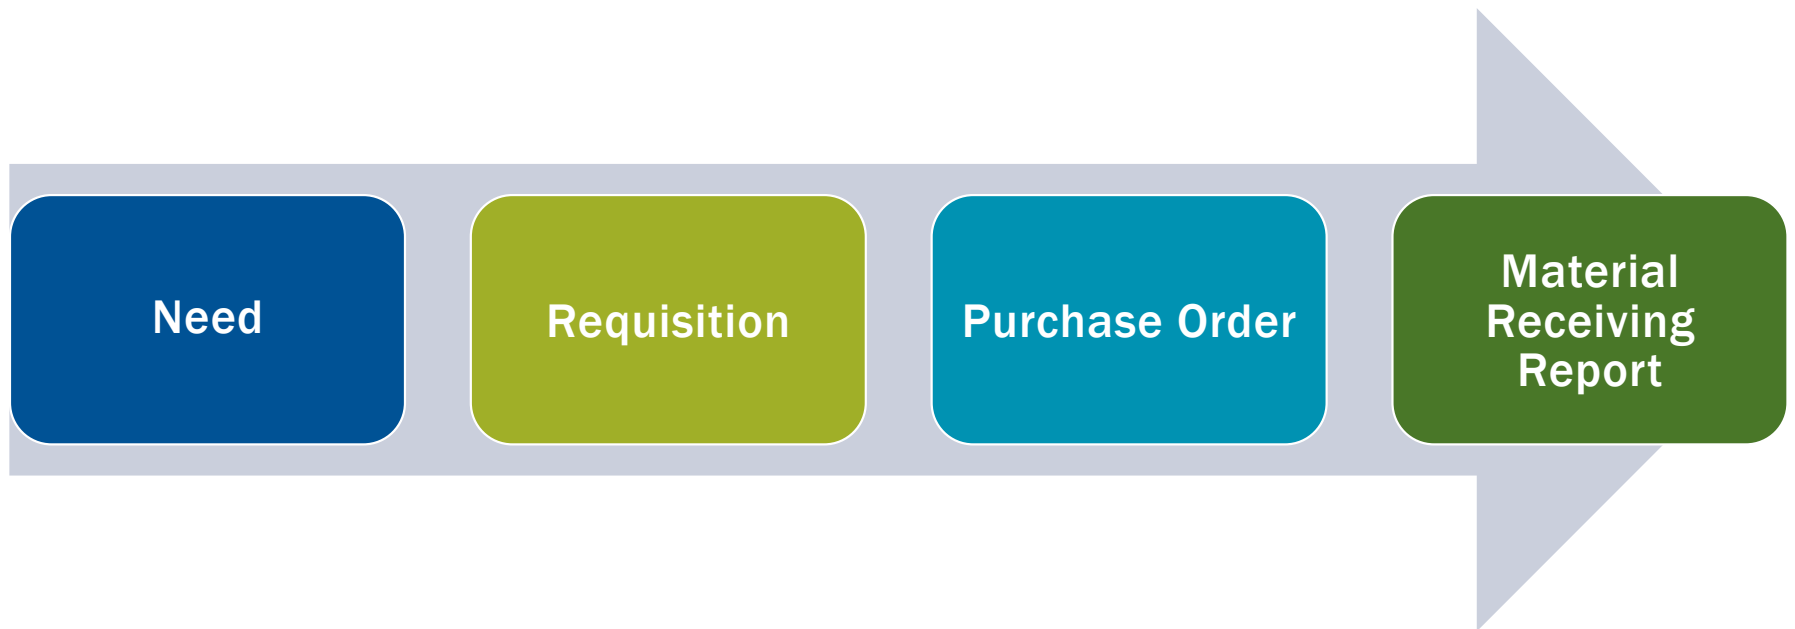 Need
Requisition
Purchase Order
Material
Receiving
Report